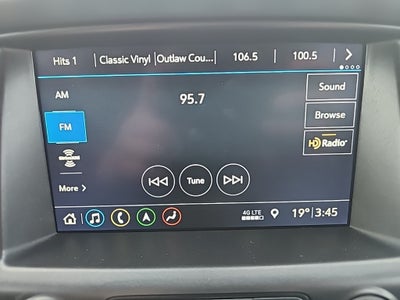 Hits 1 Classic Vinyl Outlaw Cou... 106.5 100.5
AM
95.7
Sound
FM
Browse
HD Radio
Tune
More
4G LTE
19° 3:45